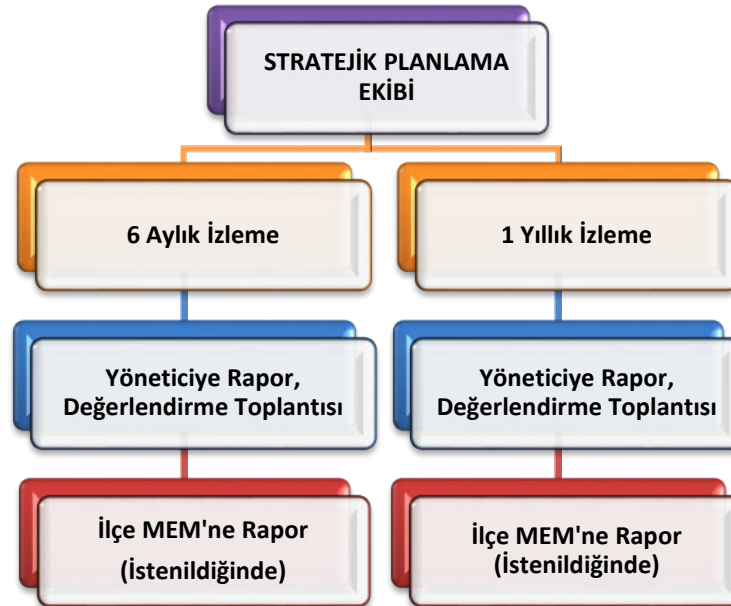 STRATEJİK PLANLAMA
EKİBİ
6 Aylık İzleme
1 Yıllık İzleme
Yöneticiye Rapor,
Değerlendirme Toplantısı
Yöneticiye Rapor,
Değerlendirme Toplantısı
İlçe MEM'ne Rapor
(İstenildiğinde)
İlçe MEM'ne Rapor
(İstenildiğinde)